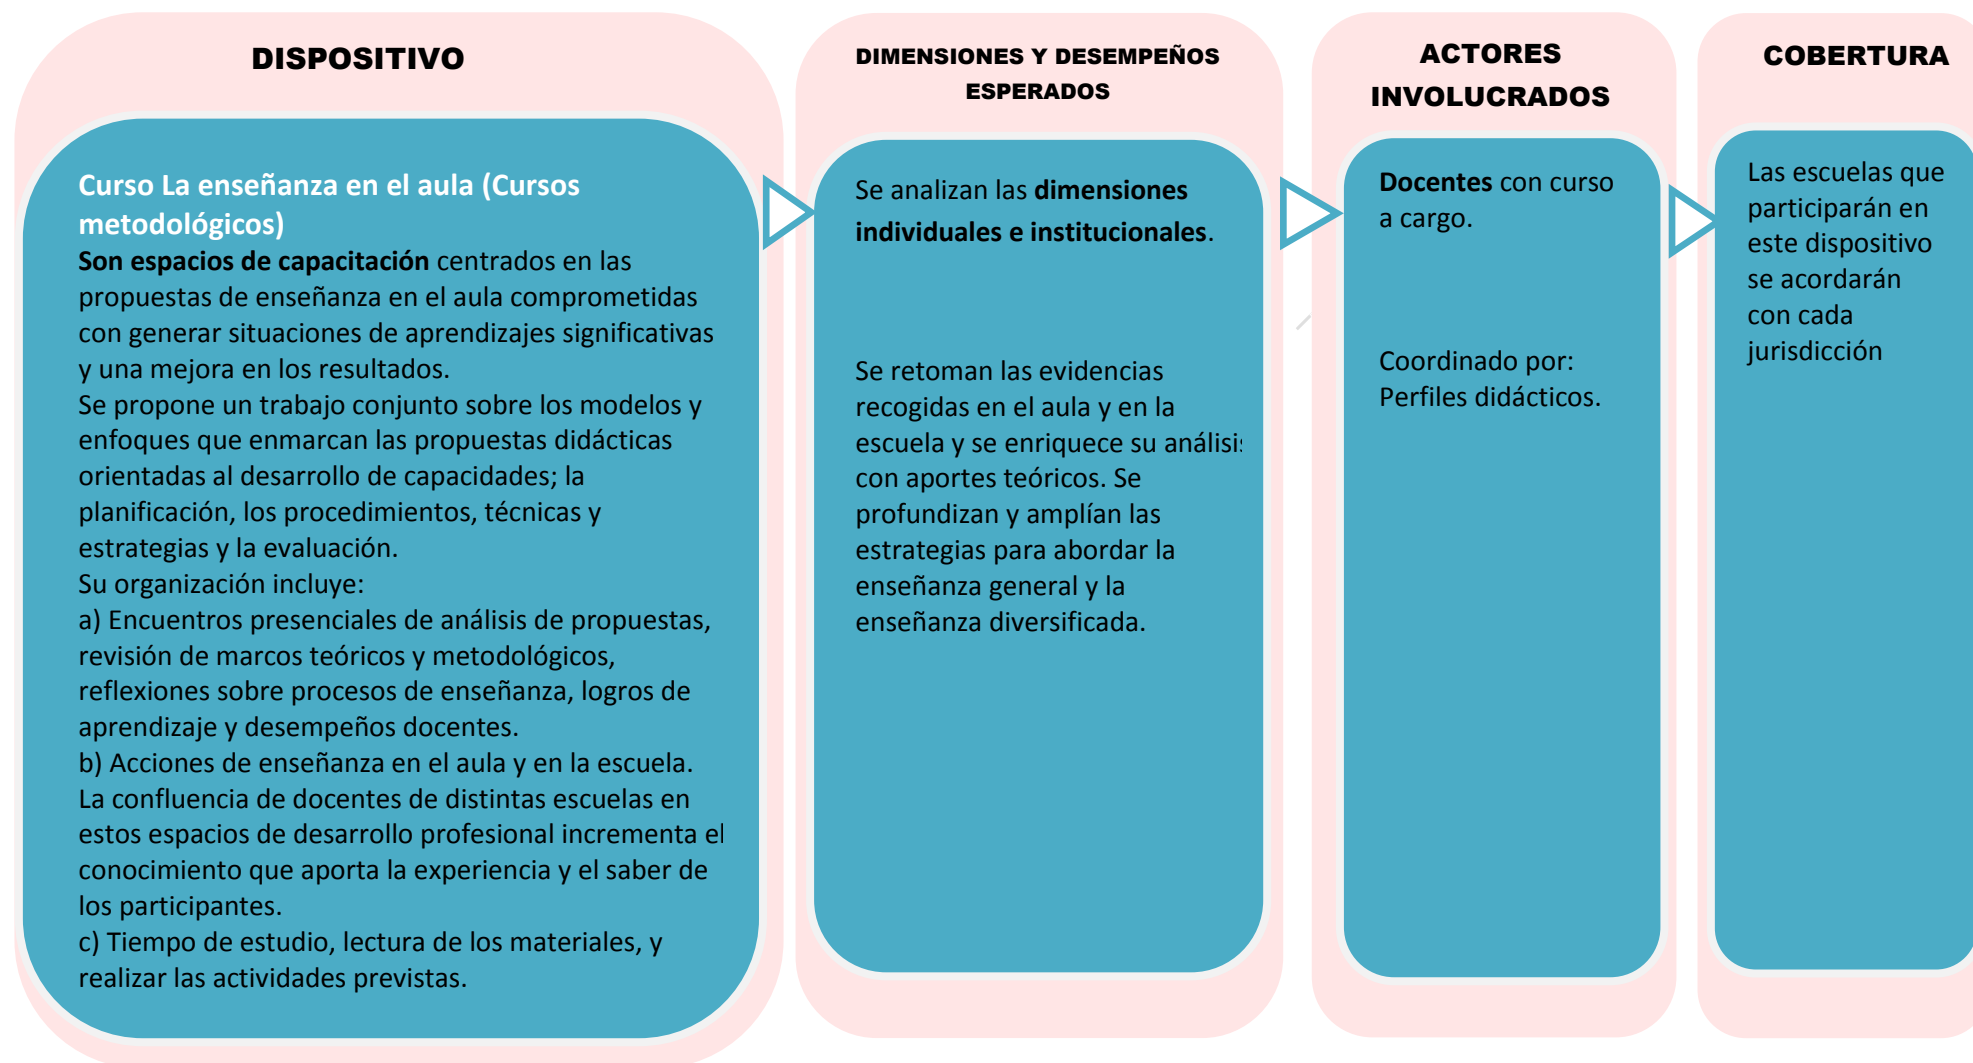 DISPOSITIVO
Curso La enseñanza en el aula (Cursos
metodológicos)
Son espacios de capacitación centrados en las
propuestas de enseñanza en el aula comprometidas
con generar situaciones de aprendizajes significativas
y una mejora en los resultados.
Se propone un trabajo conjunto sobre los modelos y
enfoques que enmarcan las propuestas didácticas
orientadas al desarrollo de capacidades; la
planificación, los procedimientos, técnicas y
estrategias y la evaluación.
Su organización incluye:
a) Encuentros presenciales de análisis de propuestas,
revisión de marcos teóricos y metodológicos,
reflexiones sobre procesos de enseñanza, logros de
aprendizaje y desempeños docentes.
b) Acciones de enseñanza en el aula y en la escuela.
La confluencia de docentes de distintas escuelas en
estos espacios de desarrollo profesional incrementa el
conocimiento que aporta la experiencia y el saber de
los participantes.
c) Tiempo de estudio, lectura de los materiales, y
realizar las actividades previstas.
DIMENSIONES Y DESEMPEÑOS
ESPERADOS
Se analizan las dimensiones
individuales e institucionales.
Se retoman las evidencias
recogidas en el aula y en la
escuela y se enriquece su análisis
con aportes teóricos. Se
profundizan y amplían las
estrategias para abordar la
enseñanza general y la
enseñanza diversificada.
ACTORES
INVOLUCRADOS
Docentes con curso
a cargo.
Coordinado por:
Perfiles didácticos.
COBERTURA
Las escuelas que
participarán en
este dispositivo
se acordarán
con cada
jurisdicción